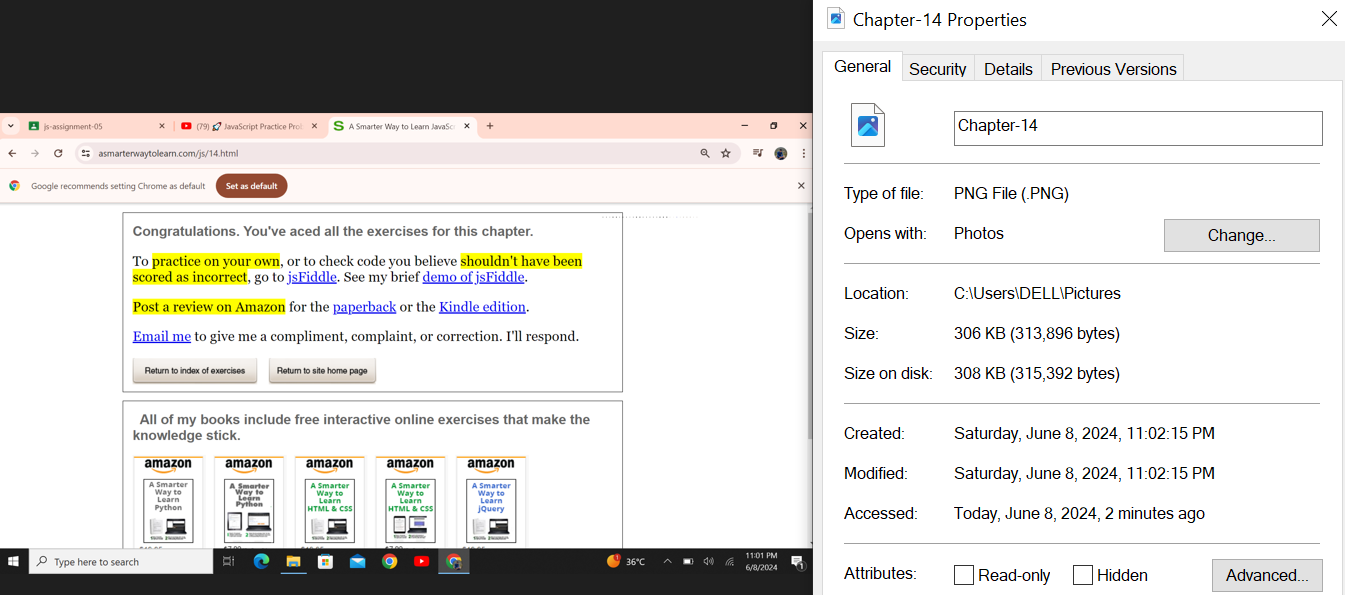 js-assignment-05
(79) 🚀 JavaScript Practice Pro
A Smarter Way to Learn JavaSc
asmarterwaytolearn.com/js/14.html
Google recommends setting Chrome as default
Set as default
Congratulations. You've aced all the exercises for this chapter.
To practice on your own, or to check code you believe shouldn't have been
scored as incorrect, go to jsFiddle. See my brief demo of jsFiddle.
Post a review on Amazon for the paperback or the Kindle edition.
Email me to give me a compliment, complaint, or correction. I'll respond.
Return to index of exercises
Return to site home page
All of my books include free interactive online exercises that make the
knowledge stick.
amazon
A Smarter
Way to
Learn
Python
amazon
A Smarter
Way to
Learn
Python
amazon
A Smarter
Way to
Learn
HTML & CSS
amazon
A Smarter
Way to
Learn
HTML & CSS
amazon
A Smarter
Way to
Learn
jQuery
Type here to search
36°C
11:01 PM
6/8/2024
1
Chapter-14 Properties
General
Security
Details
Previous Versions
Chapter-14
Type of file: PNG File (.PNG)
Opens with: Photos
Change...
Location: C:\Users\DELL\Pictures
Size: 306 KB (313,896 bytes)
Size on disk: 308 KB (315,392 bytes)
Created: Saturday, June 8, 2024, 11:02:15 PM
Modified: Saturday, June 8, 2024, 11:02:15 PM
Accessed: Today, June 8, 2024, 2 minutes ago
Attributes:
Read-only
Hidden
Advanced...